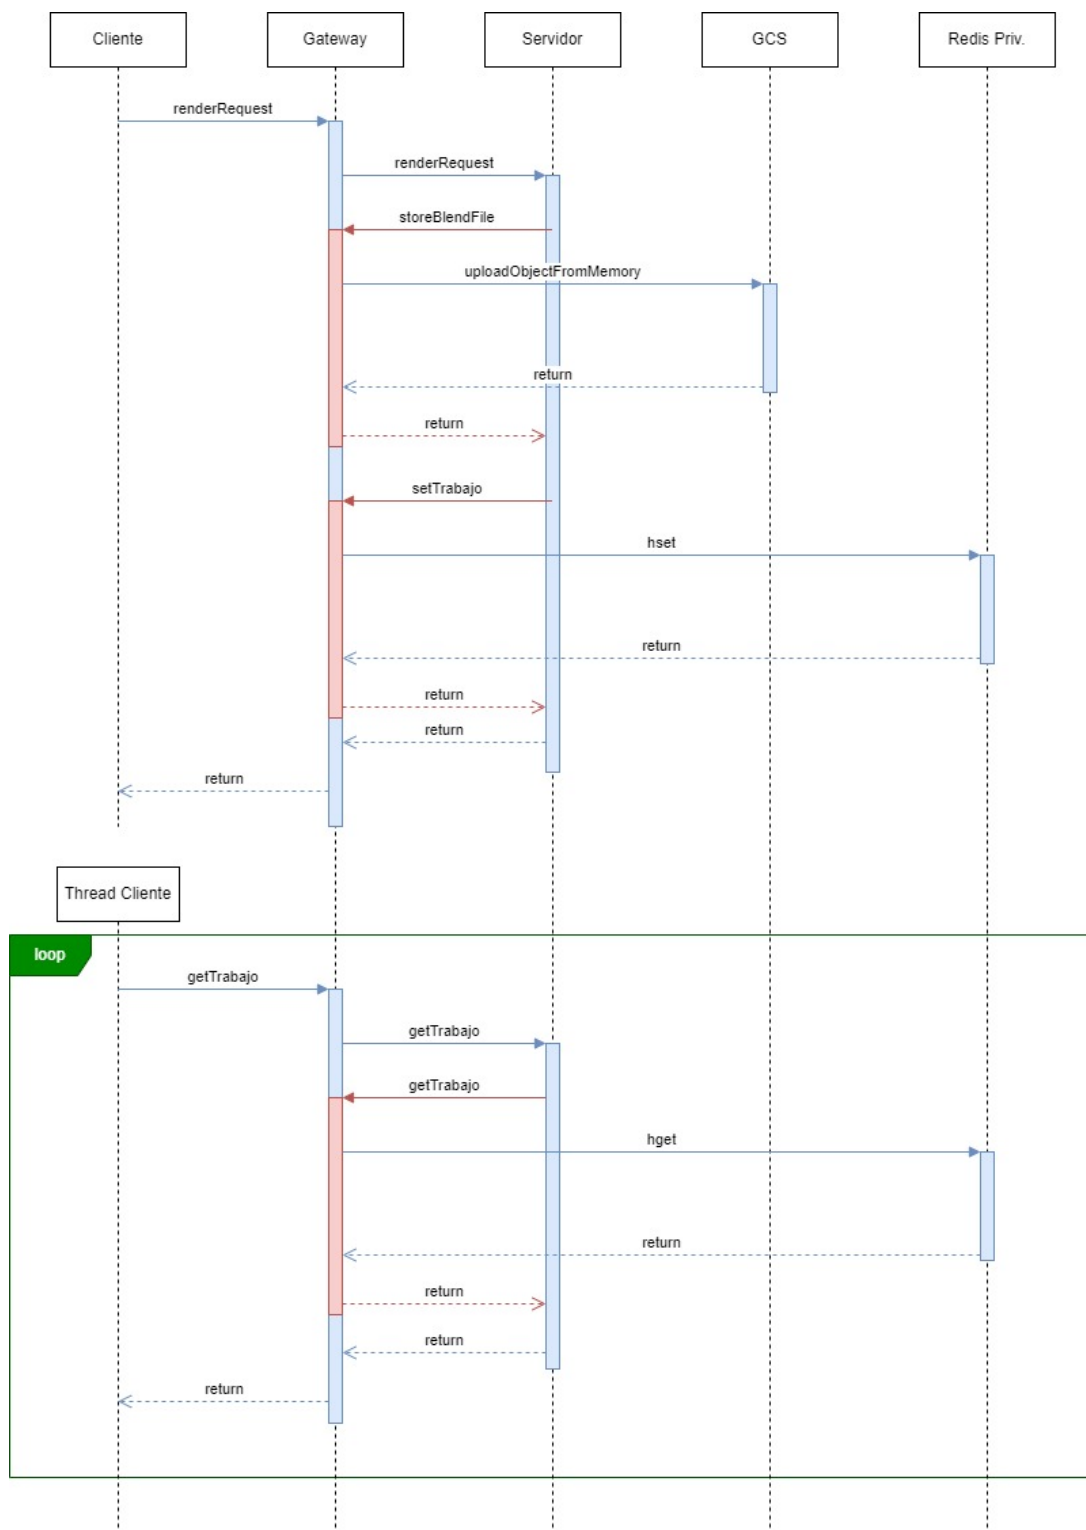 Cliente
Gateway
Servidor
GCS
Redis Priv.
renderRequest
renderRequest
storeBlendFile
uploadObjectFromMemory
return
return
setTrabajo
hset
return
return
return
return
Thread Cliente
loop
getTrabajo
getTrabajo
getTrabajo
hget
return
return
return
return